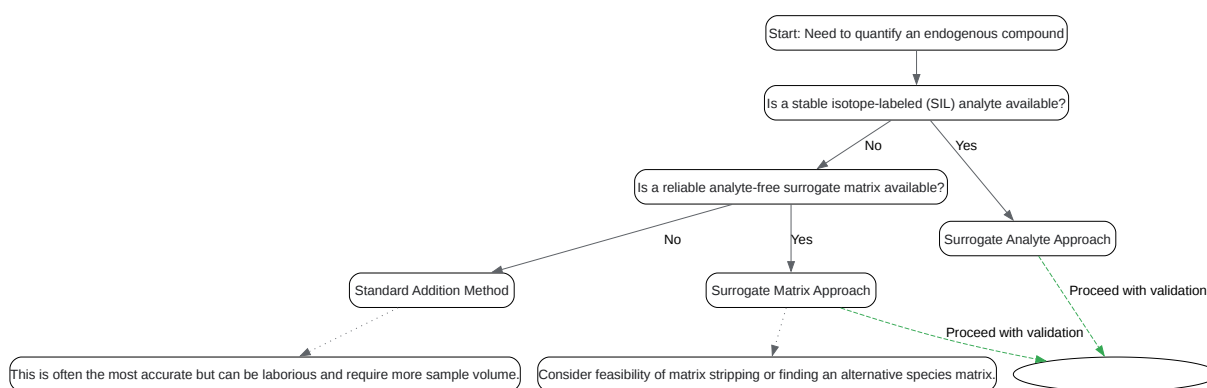 Start: Need to quantify an endogenous compound
Is a stable isotope-labeled (SIL) analyte available?
No
Yes
Is a reliable analyte-free surrogate matrix available?
No
Yes
Surrogate Analyte Approach
Standard Addition Method
Surrogate Matrix Approach
Proceed with validation
Proceed with validation
This is often the most accurate but can be laborious and require more sample volume.
Consider feasibility of matrix stripping or finding an alternative species matrix.